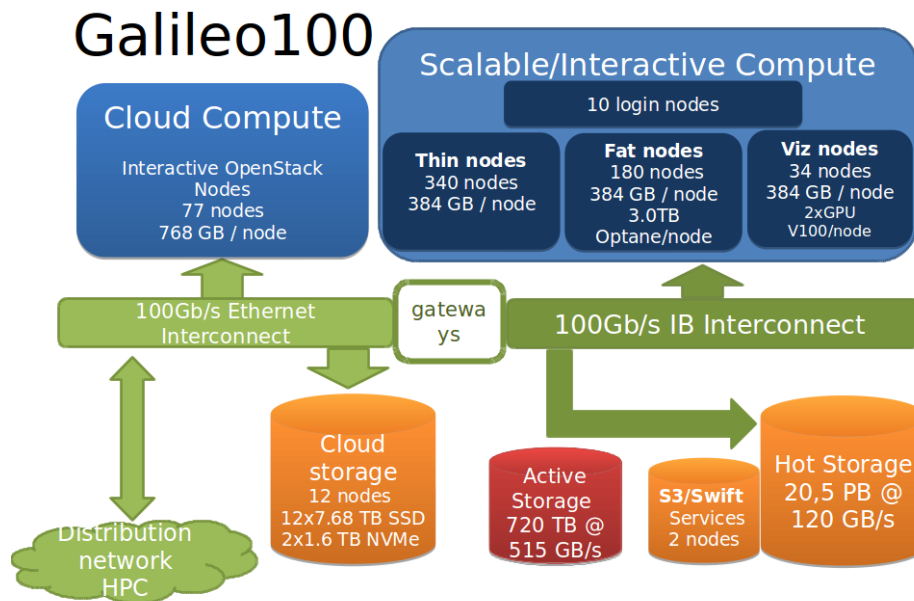 Galileo100
Scalable/Interactive Compute
10 login nodes
Cloud Compute
Interactive OpenStack
Nodes
77 nodes
768 GB / node
Thin nodes
340 nodes
384 GB / node
Fat nodes
180 nodes
384 GB / node
3.0TB
Optane/node
Viz nodes
34 nodes
384 GB / node
2xGPU
V100/node
100Gb/s Ethernet
Interconnect
gatewa
ys
100Gb/s IB Interconnect
Cloud
storage
12 nodes
12x7.68 TB SSD
2x1.6 TB NVMe
Active
Storage
720 TB @
515 GB/s
S3/Swift
Services
2 nodes
Hot Storage
20,5 PB @
120 GB/s
Distribution
network
HPC